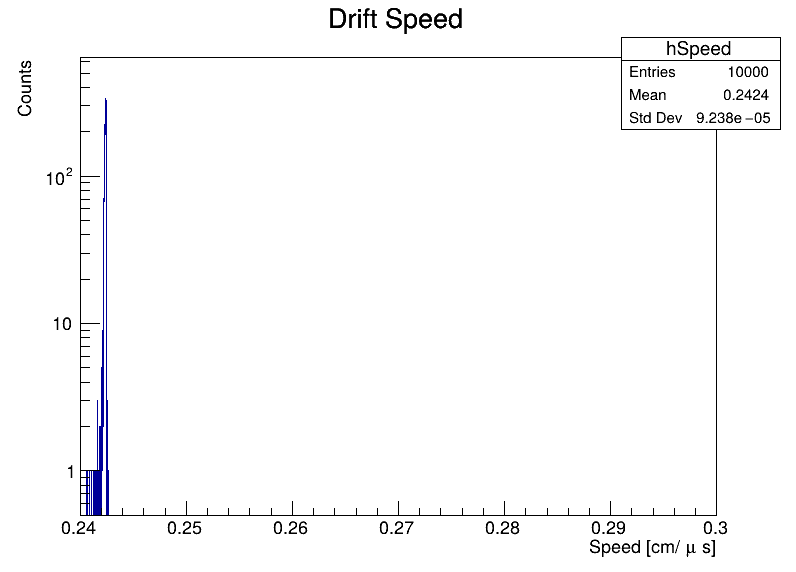 Drift Speed
hSpeed
Entries 10000
Mean 0.2424
Std Dev 9.238e−05
Counts
10²
10
1
0.24 0.25 0.26 0.27 0.28 0.29 0.3
Speed [cm/ μ s]